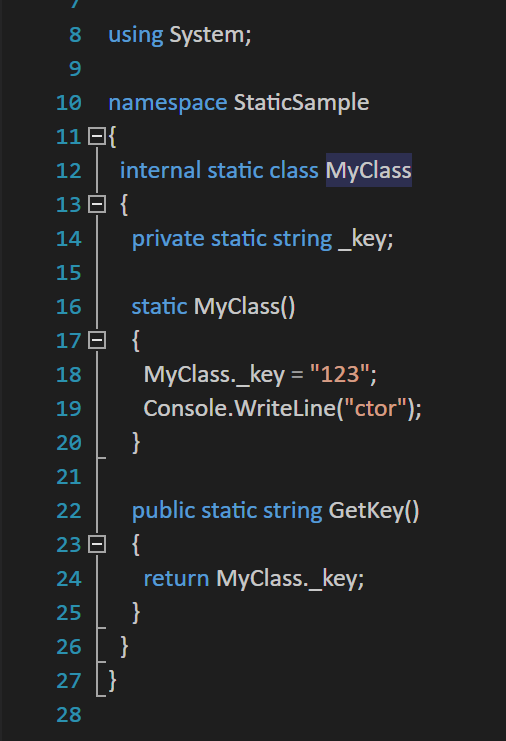 7
8 using System;
9
10 namespace StaticSample
11 {
12 internal static class MyClass
13 {
14 private static string _key;
15
16 static MyClass()
17 {
18 MyClass._key = "123";
19 Console.WriteLine("ctor");
20 }
21
22 public static string GetKey()
23 {
24 return MyClass._key;
25 }
26 }
27 }
28